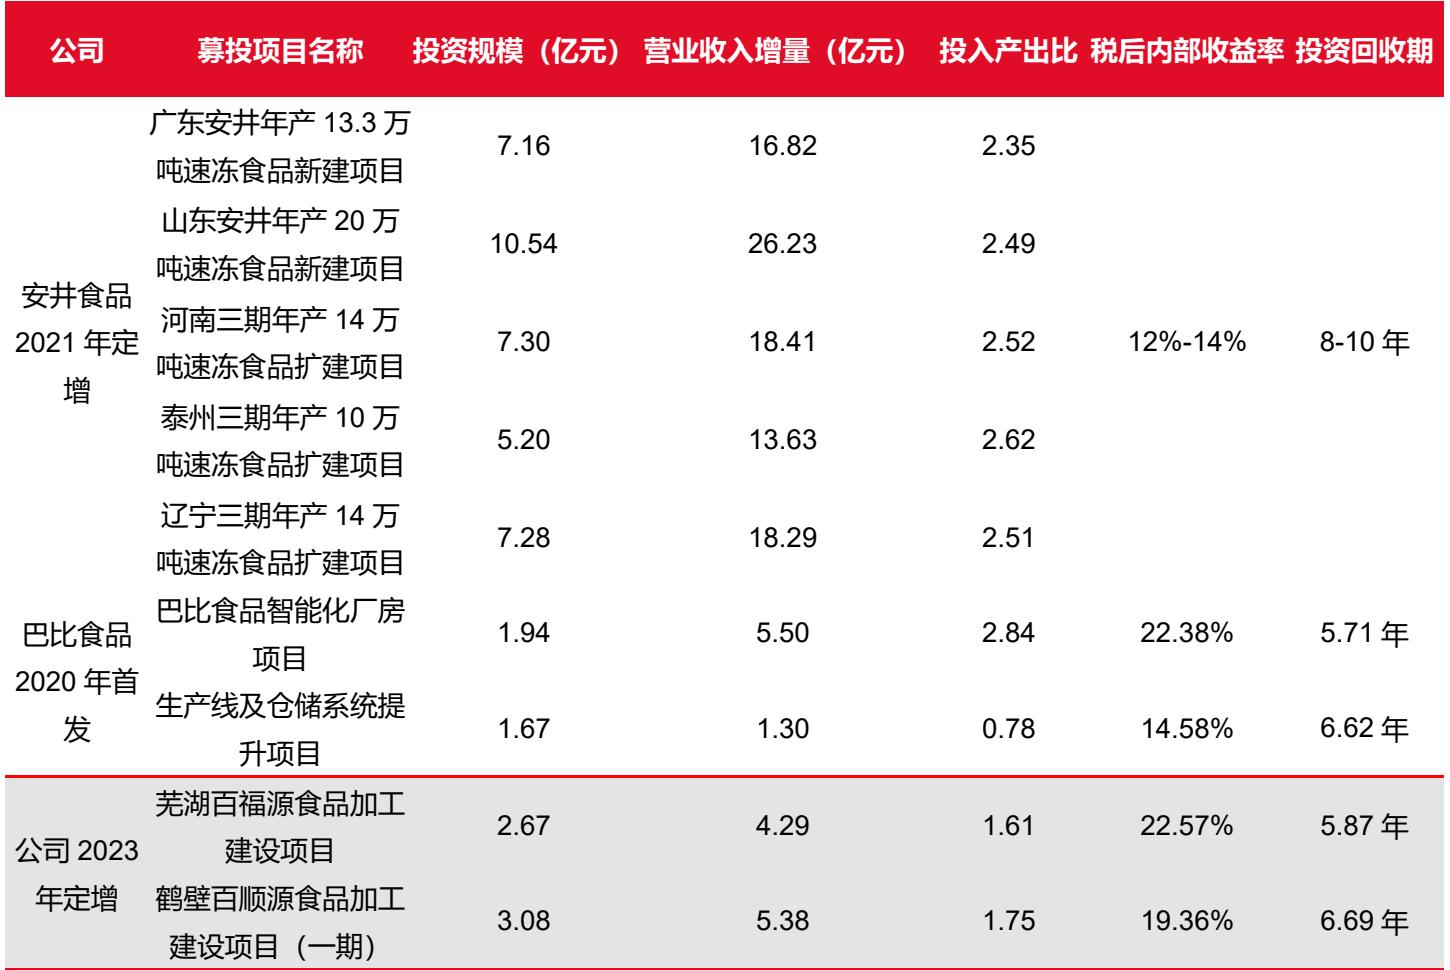 公司 募投项目名称 投资规模（亿元） 营业收入增量（亿元） 投入产出比 税后内部收益率 投资回收期
广东安井年产 13.3 万
吨速冻食品新建项目
7.16 16.82 2.35
山东安井年产 20 万
吨速冻食品新建项目
10.54 26.23 2.49
安井食品
2021 年定
增
河南三期年产 14 万
吨速冻食品扩建项目
7.30 18.41 2.52 12%-14% 8-10 年
泰州三期年产 10 万
吨速冻食品扩建项目
5.20 13.63 2.62
辽宁三期年产 14 万
吨速冻食品扩建项目
7.28 18.29 2.51
巴比食品
2020 年首
发
巴比食品智能化厂房
项目
1.94 5.50 2.84 22.38% 5.71 年
生产线及仓储系统提
升项目
1.67 1.30 0.78 14.58% 6.62 年
公司 2023
年定增
芜湖百福源食品加工
建设项目
2.67 4.29 1.61 22.57% 5.87 年
鹤壁百顺源食品加工
建设项目（一期）
3.08 5.38 1.75 19.36% 6.69 年